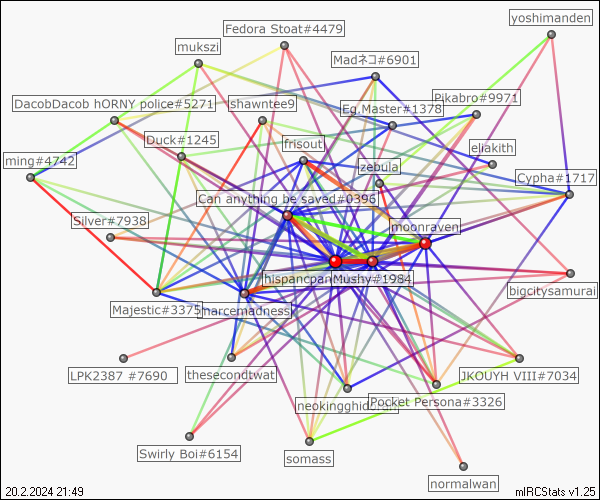 yoshimanden
Fedora Stoat#4479
mukszi
Madネコ#6901
Pikabro#9971
DacobDacob hORNY police#5271
shawntee9
Eg.Master#1378
Duck#1245
frisout
eliakith
ming#4742
zebula
Cypha#1717
Can anything be saved#0396
Silver#7938
moonraven
Mushy#1984
bigcitysamurai
Majestic#3375
marcemadness
LPK2387 #7690
thesecondtwat
JKOUYH VIII#7034
Pocket Persona#3326
Swirly Boi#6154
somass
normalwan
20.2.2024 21:49
mIRCStats v1.25